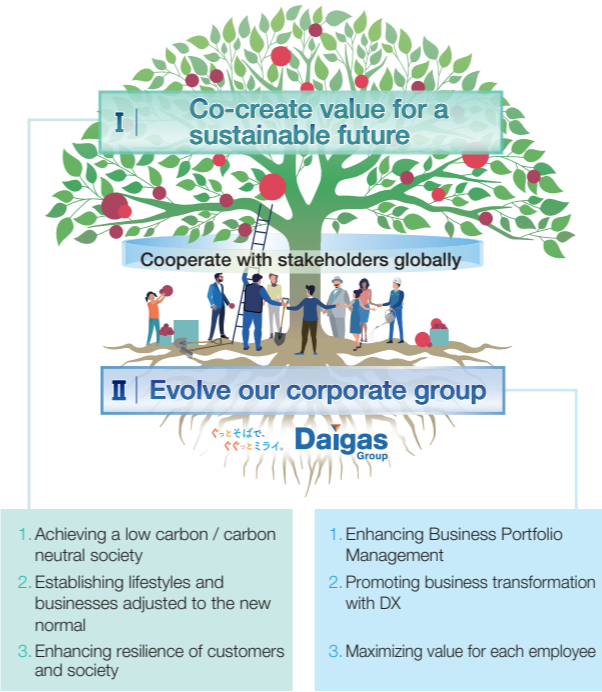 I
Co-create value for a
sustainable future
Cooperate with stakeholders globally
II Evolve our corporate group
ぐっとそばで、
ぐぐっとミライ。
Daigas
Group
1. Achieving a low carbon / carbon
neutral society
2. Establishing lifestyles and
businesses adjusted to the new
normal
3. Enhancing resilience of customers
and society
1. Enhancing Business Portfolio
Management
2. Promoting business transformation
with DX
3. Maximizing value for each employee